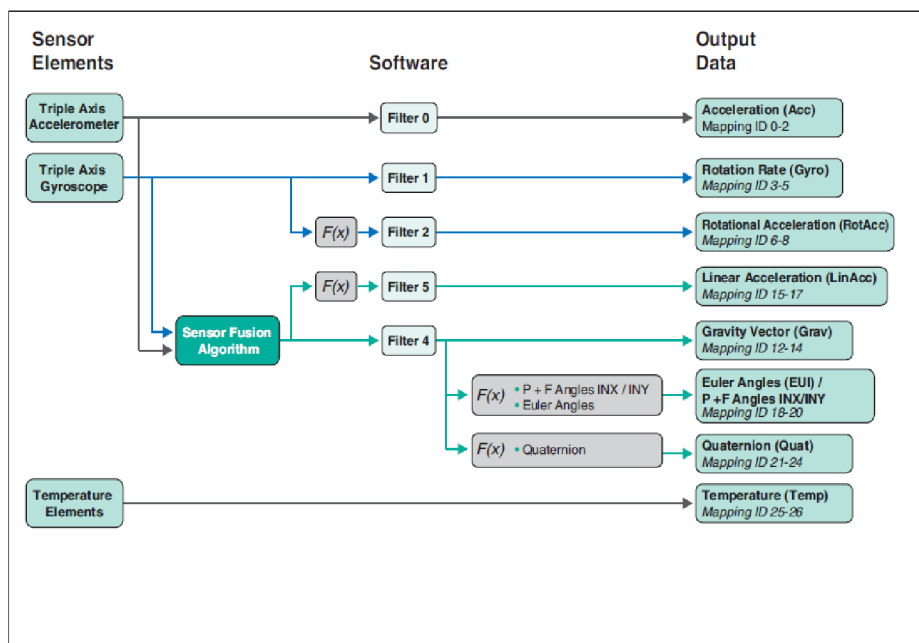 Sensor
Elements
Software
Output
Data
Triple Axis
Accelerometer
Filter 0
Acceleration (Acc)
Mapping ID 0-2
Triple Axis
Gyroscope
Filter 1
Rotation Rate (Gyro)
Mapping ID 3-5
F(x)
Filter 2
Rotational Acceleration (RotAcc)
Mapping ID 6-8
F(x)
Filter 5
Linear Acceleration (LinAcc)
Mapping ID 15-17
Sensor Fusion
Algorithm
Filter 4
Gravity Vector (Grav)
Mapping ID 12-14
F(x) • P + F Angles INX / INY
• Euler Angles
Euler Angles (EUI) /
P +F Angles INX/INY
Mapping ID 18-20
F(x) • Quaternion
Quaternion (Quat)
Mapping ID 21-24
Temperature
Elements
Temperature (Temp)
Mapping ID 25-26